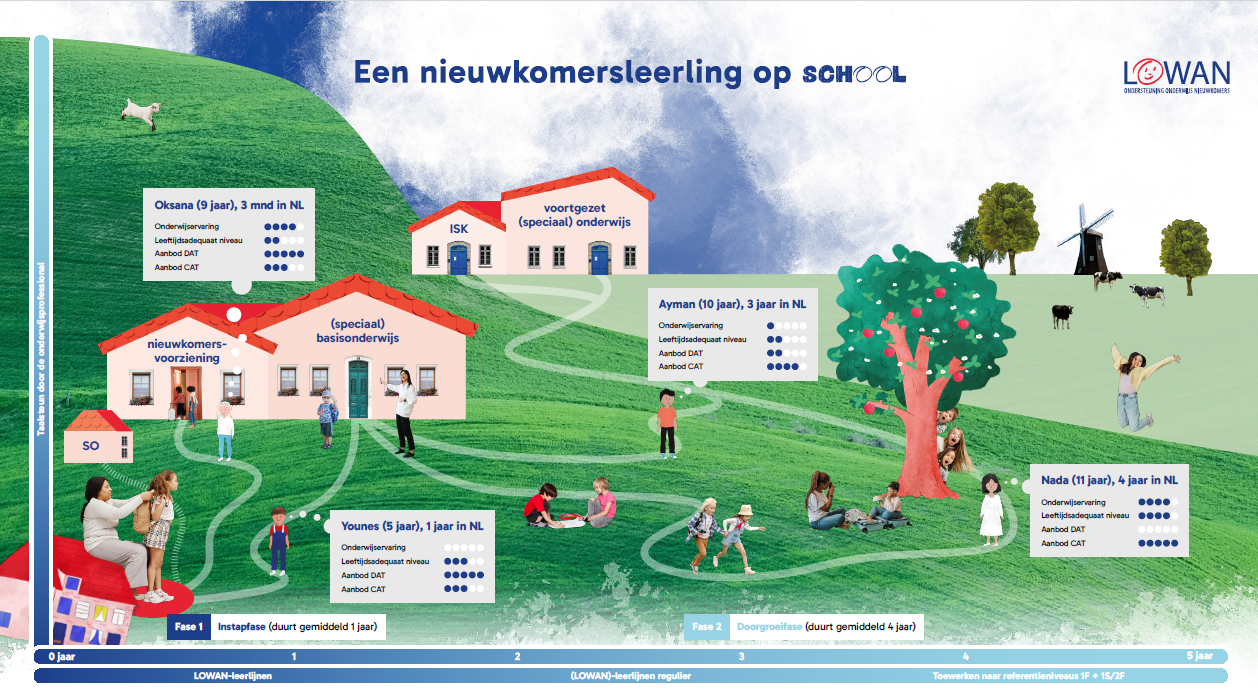 Een nieuwkomersleerling op SCHOOL
LOWAN
ONDERSTEUNING ONDERWIJS NIEUWKOMERS
Taalsteun door de onderwijsprofessional
Oksana (9 jaar), 3 mnd in NL
Onderwijservaring
Leeftijdsadequaat niveau
Aanbod DAT
Aanbod CAT
ISK
voortgezet
(speciaal) onderwijs
nieuwkomers-
voorziening
(speciaal)
basisonderwijs
SO
Ayman (10 jaar), 3 jaar in NL
Onderwijservaring
Leeftijdsadequaat niveau
Aanbod DAT
Aanbod CAT
Nada (11 jaar), 4 jaar in NL
Onderwijservaring
Leeftijdsadequaat niveau
Aanbod DAT
Aanbod CAT
Younes (5 jaar), 1 jaar in NL
Onderwijservaring
Leeftijdsadequaat niveau
Aanbod DAT
Aanbod CAT
Fase 1 Instapfase (duurt gemiddeld 1 jaar)
Fase 2 Doorgroeifase (duurt gemiddeld 4 jaar)
0 jaar 1 2 3 4 5 jaar
LOWAN-leerlijnen (LOWAN)-leerlijnen regulier Toewerken naar referentieniveaus 1F + 1S/2F